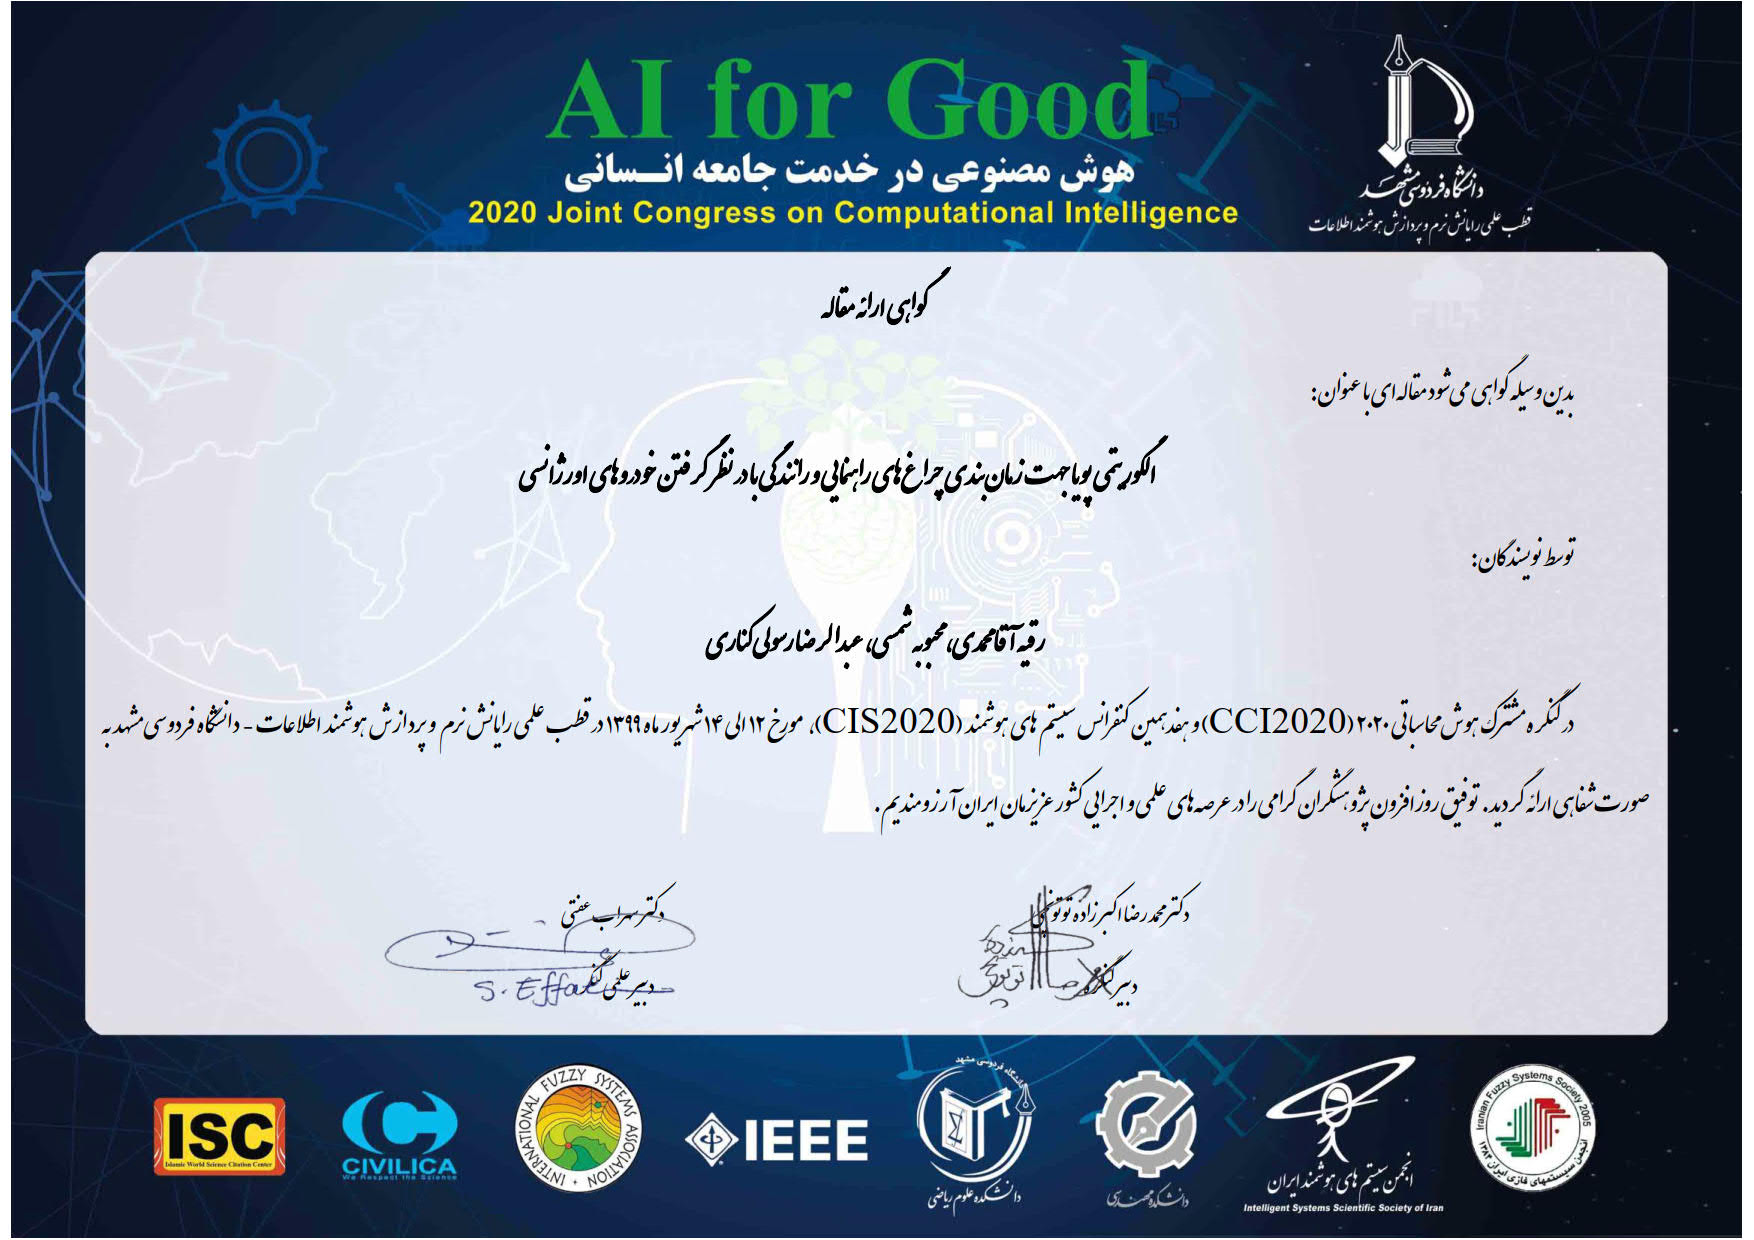 AI for Good
هوش مصنوعی در خدمت جامعه انسانی
2020 Joint Congress on Computational Intelligence
دانشگاه فردوسی مشهد
قطب علمی رایانش نرم و پردازش هوشمند اطلاعات
گواهی ارائه مقاله
بدین وسیله گواهی می شود مقاله ای با عنوان:
الگوریتمی پویا جهت زمان بندی چراغ های راهنمایی و رانندگی با در نظر گرفتن خودروهای اورژانسی
توسط نویسندگان:
رقیه آقامحمدی، محبوبه شمسی، عبدالرضا رسولی کناری
در کنگره مشترک هوش محاسباتی ۲۰۲۰ (CCI2020) و هفدهمین کنفرانس سیستم های هوشمند (CIS2020)، مورخ ۱۲ الی ۱۴ شهریور ماه ۱۳۹۹ در قطب علمی رایانش نرم و پردازش هوشمند اطلاعات - دانشگاه فردوسی مشهد به
صورت شفاهی ارائه گردید. توفیق روزافزون پژوهشگران گرامی را در عرصه های علمی و اجرایی کشور عزیزمان ایران آرزومندیم.
دکتر محمدرضا اکبرزاده توتونچی
دکتر سهراب عفتی
دبیر کنگره
دبیر علمی کنگره
S. Effati
ISC
Islamic World Science Citation Center
CIVILICA
We Respect the Science
INTERNATIONAL FUZZY SYSTEMS ASSOCIATION
IEEE
دانشگاه فردوسی مشهد
دانشکده علوم ریاضی
دانشکده مهندسی
انجمن سیستم های هوشمند ایران
Intelligent Systems Scientific Society of Iran
Iranian Fuzzy Systems Society 2005
انجمن سیستمهای فازی ایران ۱۳۸۴